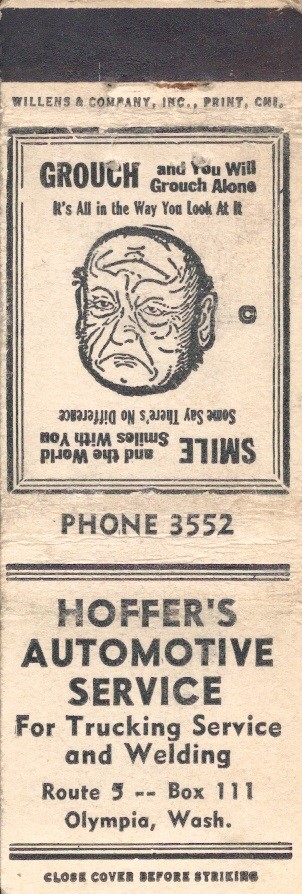 WILLENS & COMPANY, INC., PRINT, CHI.
GROUCH and You Will
Grouch Alone
It's All in the Way You Look At It
©
Some Say There's No Difference
SMILE and the World
Smiles With You
PHONE 3552
HOFFER'S
AUTOMOTIVE
SERVICE
For Trucking Service
and Welding
Route 5 -- Box 111
Olympia, Wash.
CLOSE COVER BEFORE STRIKING